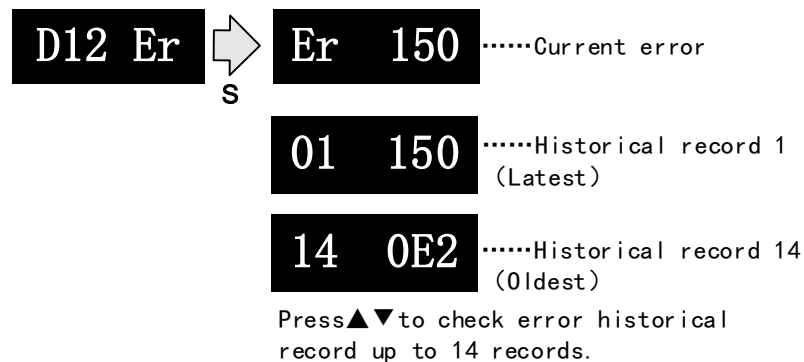 D12 Er
S
Er 150 ······Current error
01 150 ······Historical record 1
(Latest)
14 0E2 ······Historical record 14
(Oldest)
Press▲▼to check error historical
record up to 14 records.